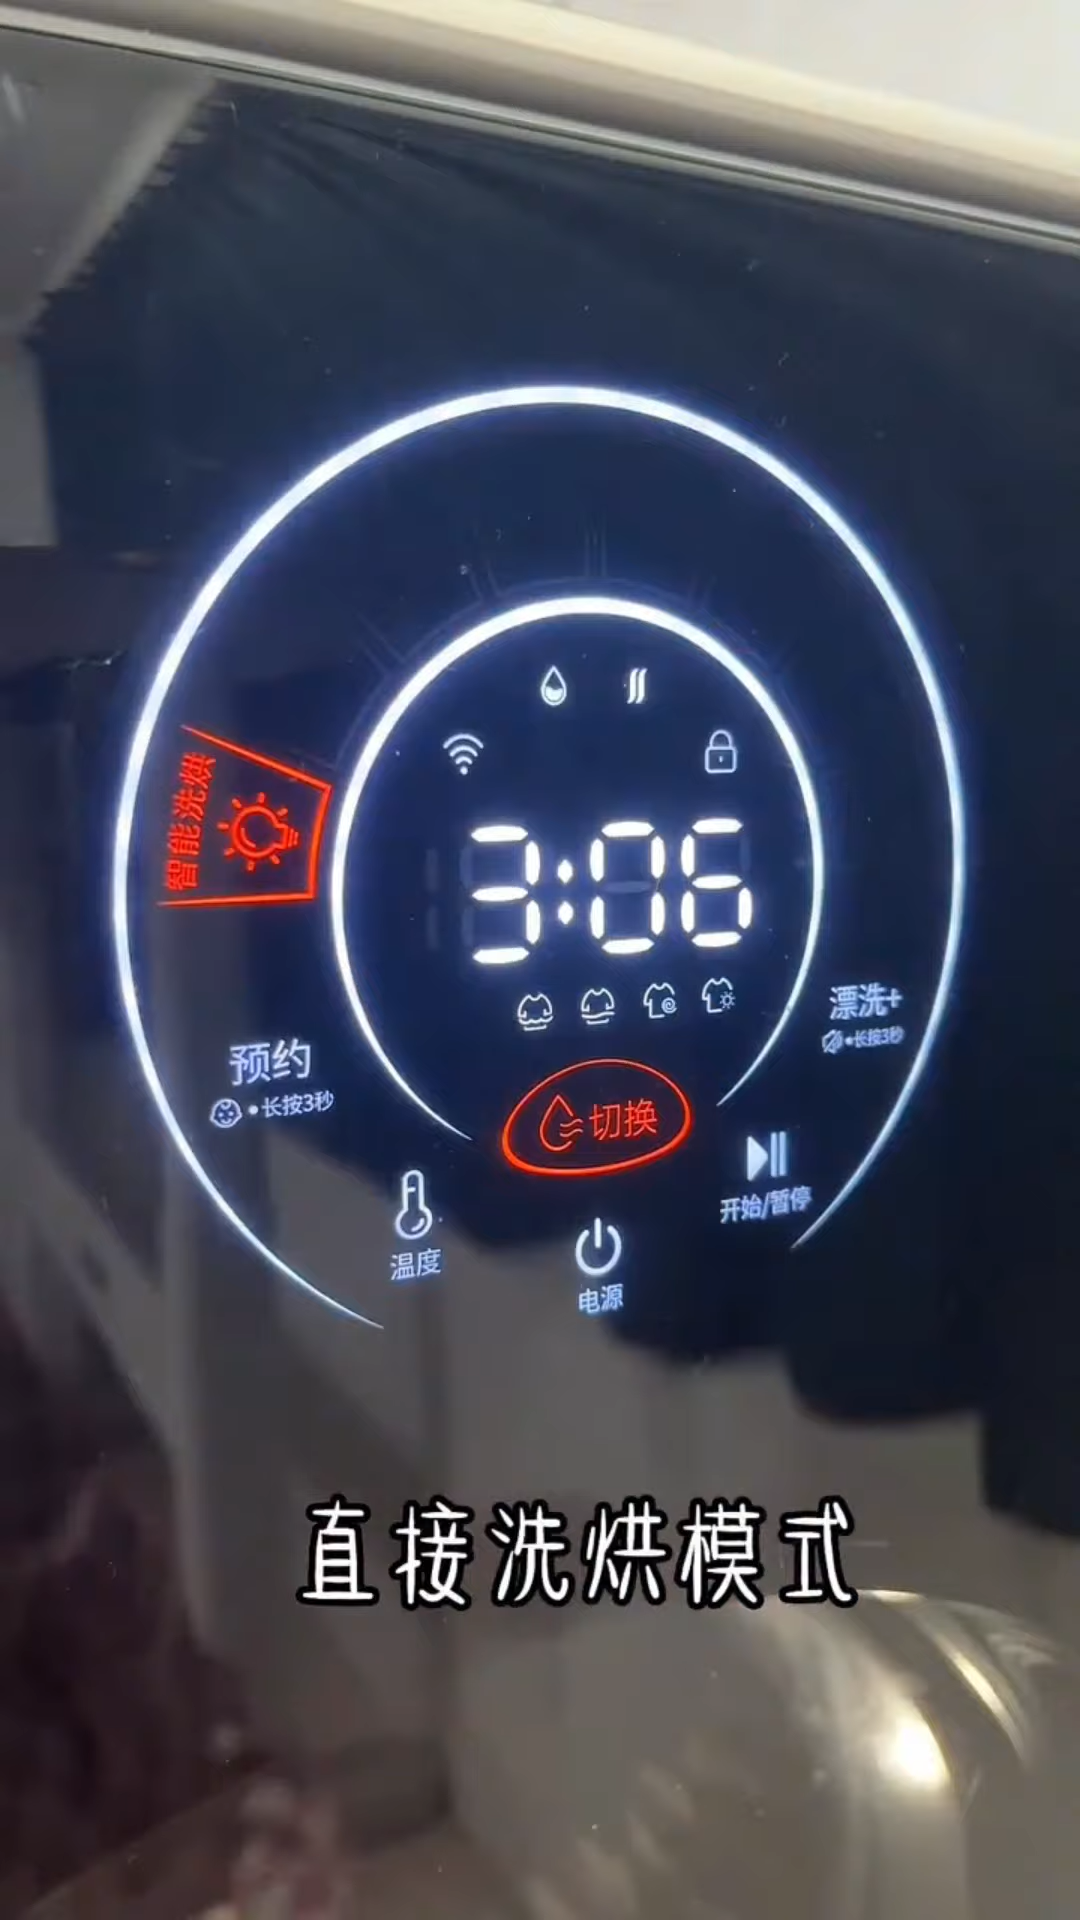 智能洗烘
3:06
漂洗+
•长按3秒
预约
•长按3秒
切换
开始/暂停
温度
电源
直接洗烘模式